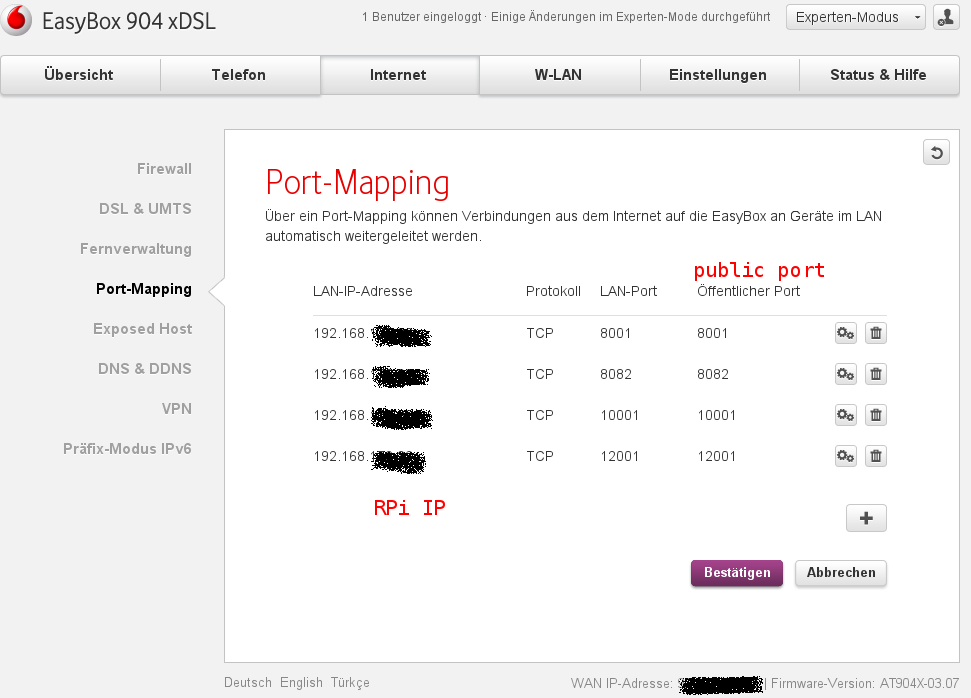 EasyBox 904 xDSL
1 Benutzer eingeloggt · Einige Änderungen im Experten-Mode durchgeführt
Experten-Modus
Übersicht
Telefon
Internet
W-LAN
Einstellungen
Status & Hilfe
Firewall
DSL & UMTS
Fernverwaltung
Port-Mapping
Exposed Host
DNS & DDNS
VPN
Präfix-Modus IPv6
Port-Mapping
Über ein Port-Mapping können Verbindungen aus dem Internet auf die EasyBox an Geräte im LAN
automatisch weitergeleitet werden.
public port
LAN-IP-Adresse Protokoll LAN-Port Öffentlicher Port
192.168. TCP 8001 8001
192.168. TCP 8082 8082
192.168. TCP 10001 10001
192.168. TCP 12001 12001
RPi IP
Bestätigen Abbrechen
Deutsch English Türkçe
WAN IP-Adresse: | Firmware-Version: AT904X-03.07